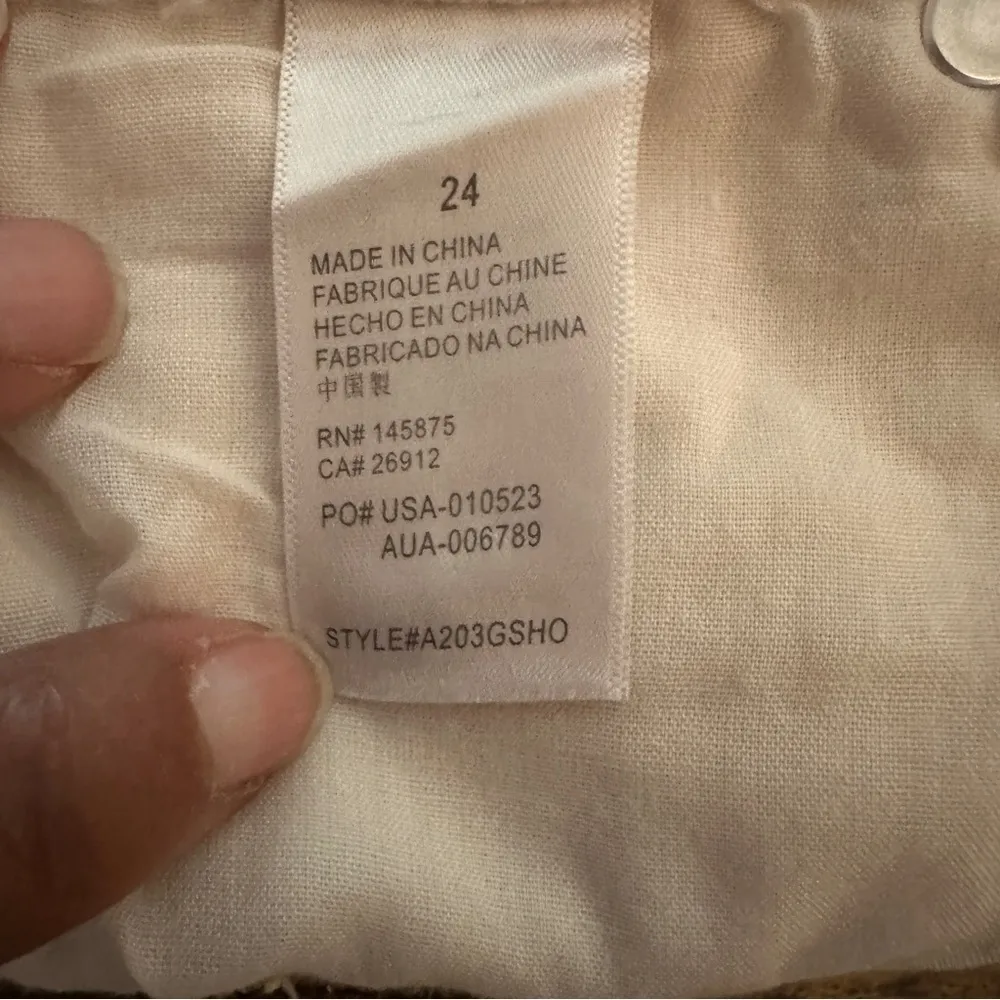 24
MADE IN CHINA
FABRIQUE AU CHINE
HECHO EN CHINA
FABRICADO NA CHINA
中国製
RN# 145875
CA# 26912
PO# USA-010523
AUA-006789
STYLE#A203GSHO